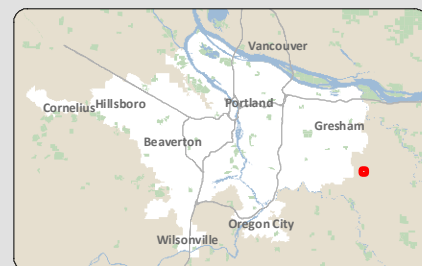 Vancouver
Cornelius Hillsboro
Portland
Gresham
Beaverton
Oregon City
Wilsonville